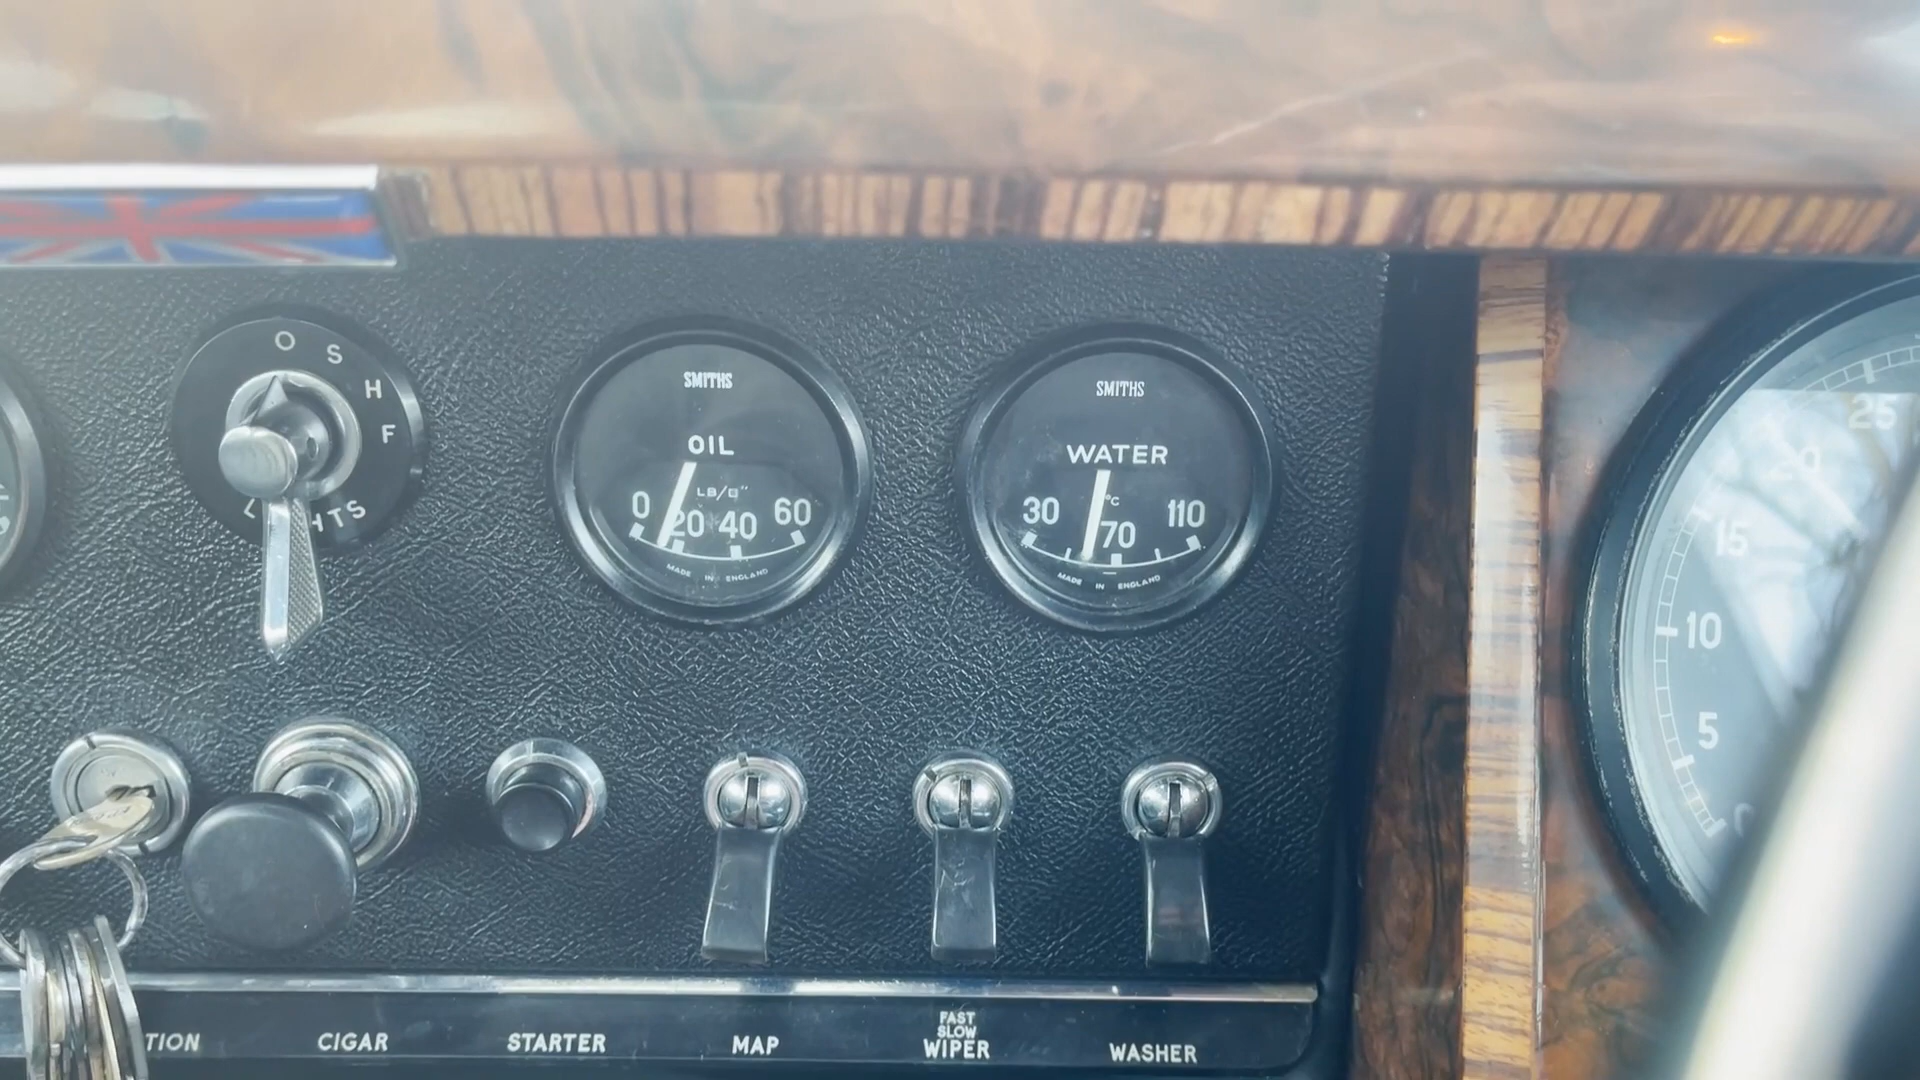 O S H F
SMITHS
OIL
LB/□"
0 20 40 60
MADE IN ENGLAND
SMITHS
WATER
°C
30 70 110
MADE IN ENGLAND
25
20
15
10
5
TION
CIGAR
STARTER
MAP
FAST
SLOW
WIPER
WASHER